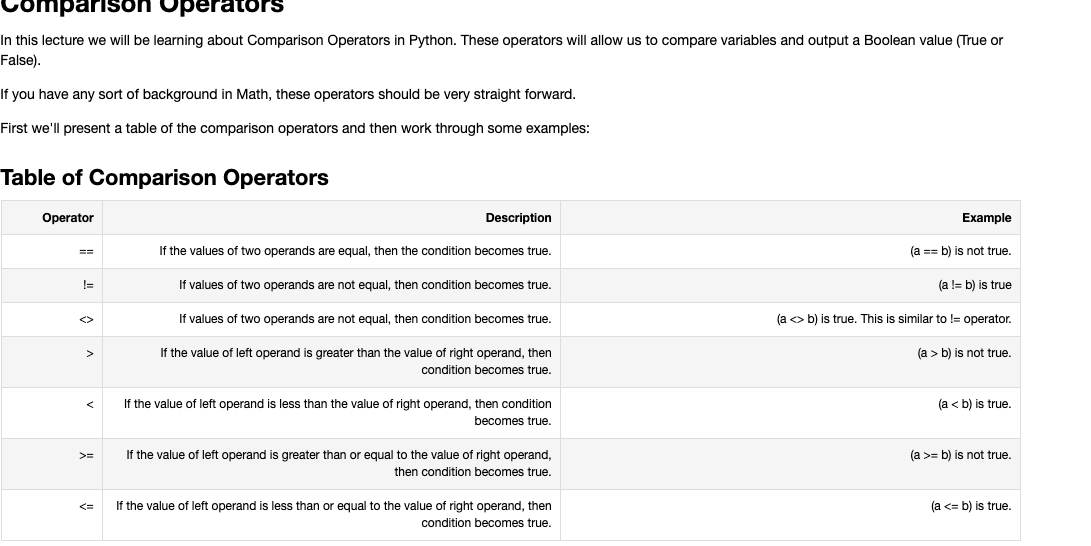 Comparison Operators
In this lecture we will be learning about Comparison Operators in Python. These operators will allow us to compare variables and output a Boolean value (True or
False).
If you have any sort of background in Math, these operators should be very straight forward.
First we'll present a table of the comparison operators and then work through some examples:
Table of Comparison Operators
Operator Description Example
== If the values of two operands are equal, then the condition becomes true. (a == b) is not true.
!= If values of two operands are not equal, then condition becomes true. (a != b) is true
<> If values of two operands are not equal, then condition becomes true. (a <> b) is true. This is similar to != operator.
> If the value of left operand is greater than the value of right operand, then (a > b) is not true.
condition becomes true.
< If the value of left operand is less than the value of right operand, then condition (a < b) is true.
becomes true.
>= If the value of left operand is greater than or equal to the value of right operand, (a >= b) is not true.
then condition becomes true.
<= If the value of left operand is less than or equal to the value of right operand, then (a <= b) is true.
condition becomes true.